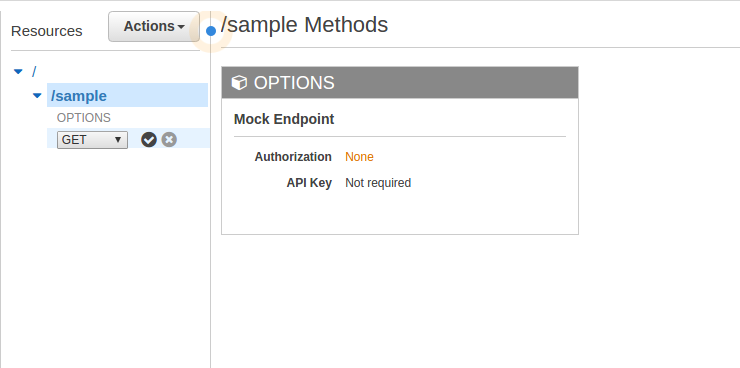 Resources
Actions
/sample Methods
/
/sample
OPTIONS
GET
OPTIONS
Mock Endpoint
Authorization None
API Key Not required